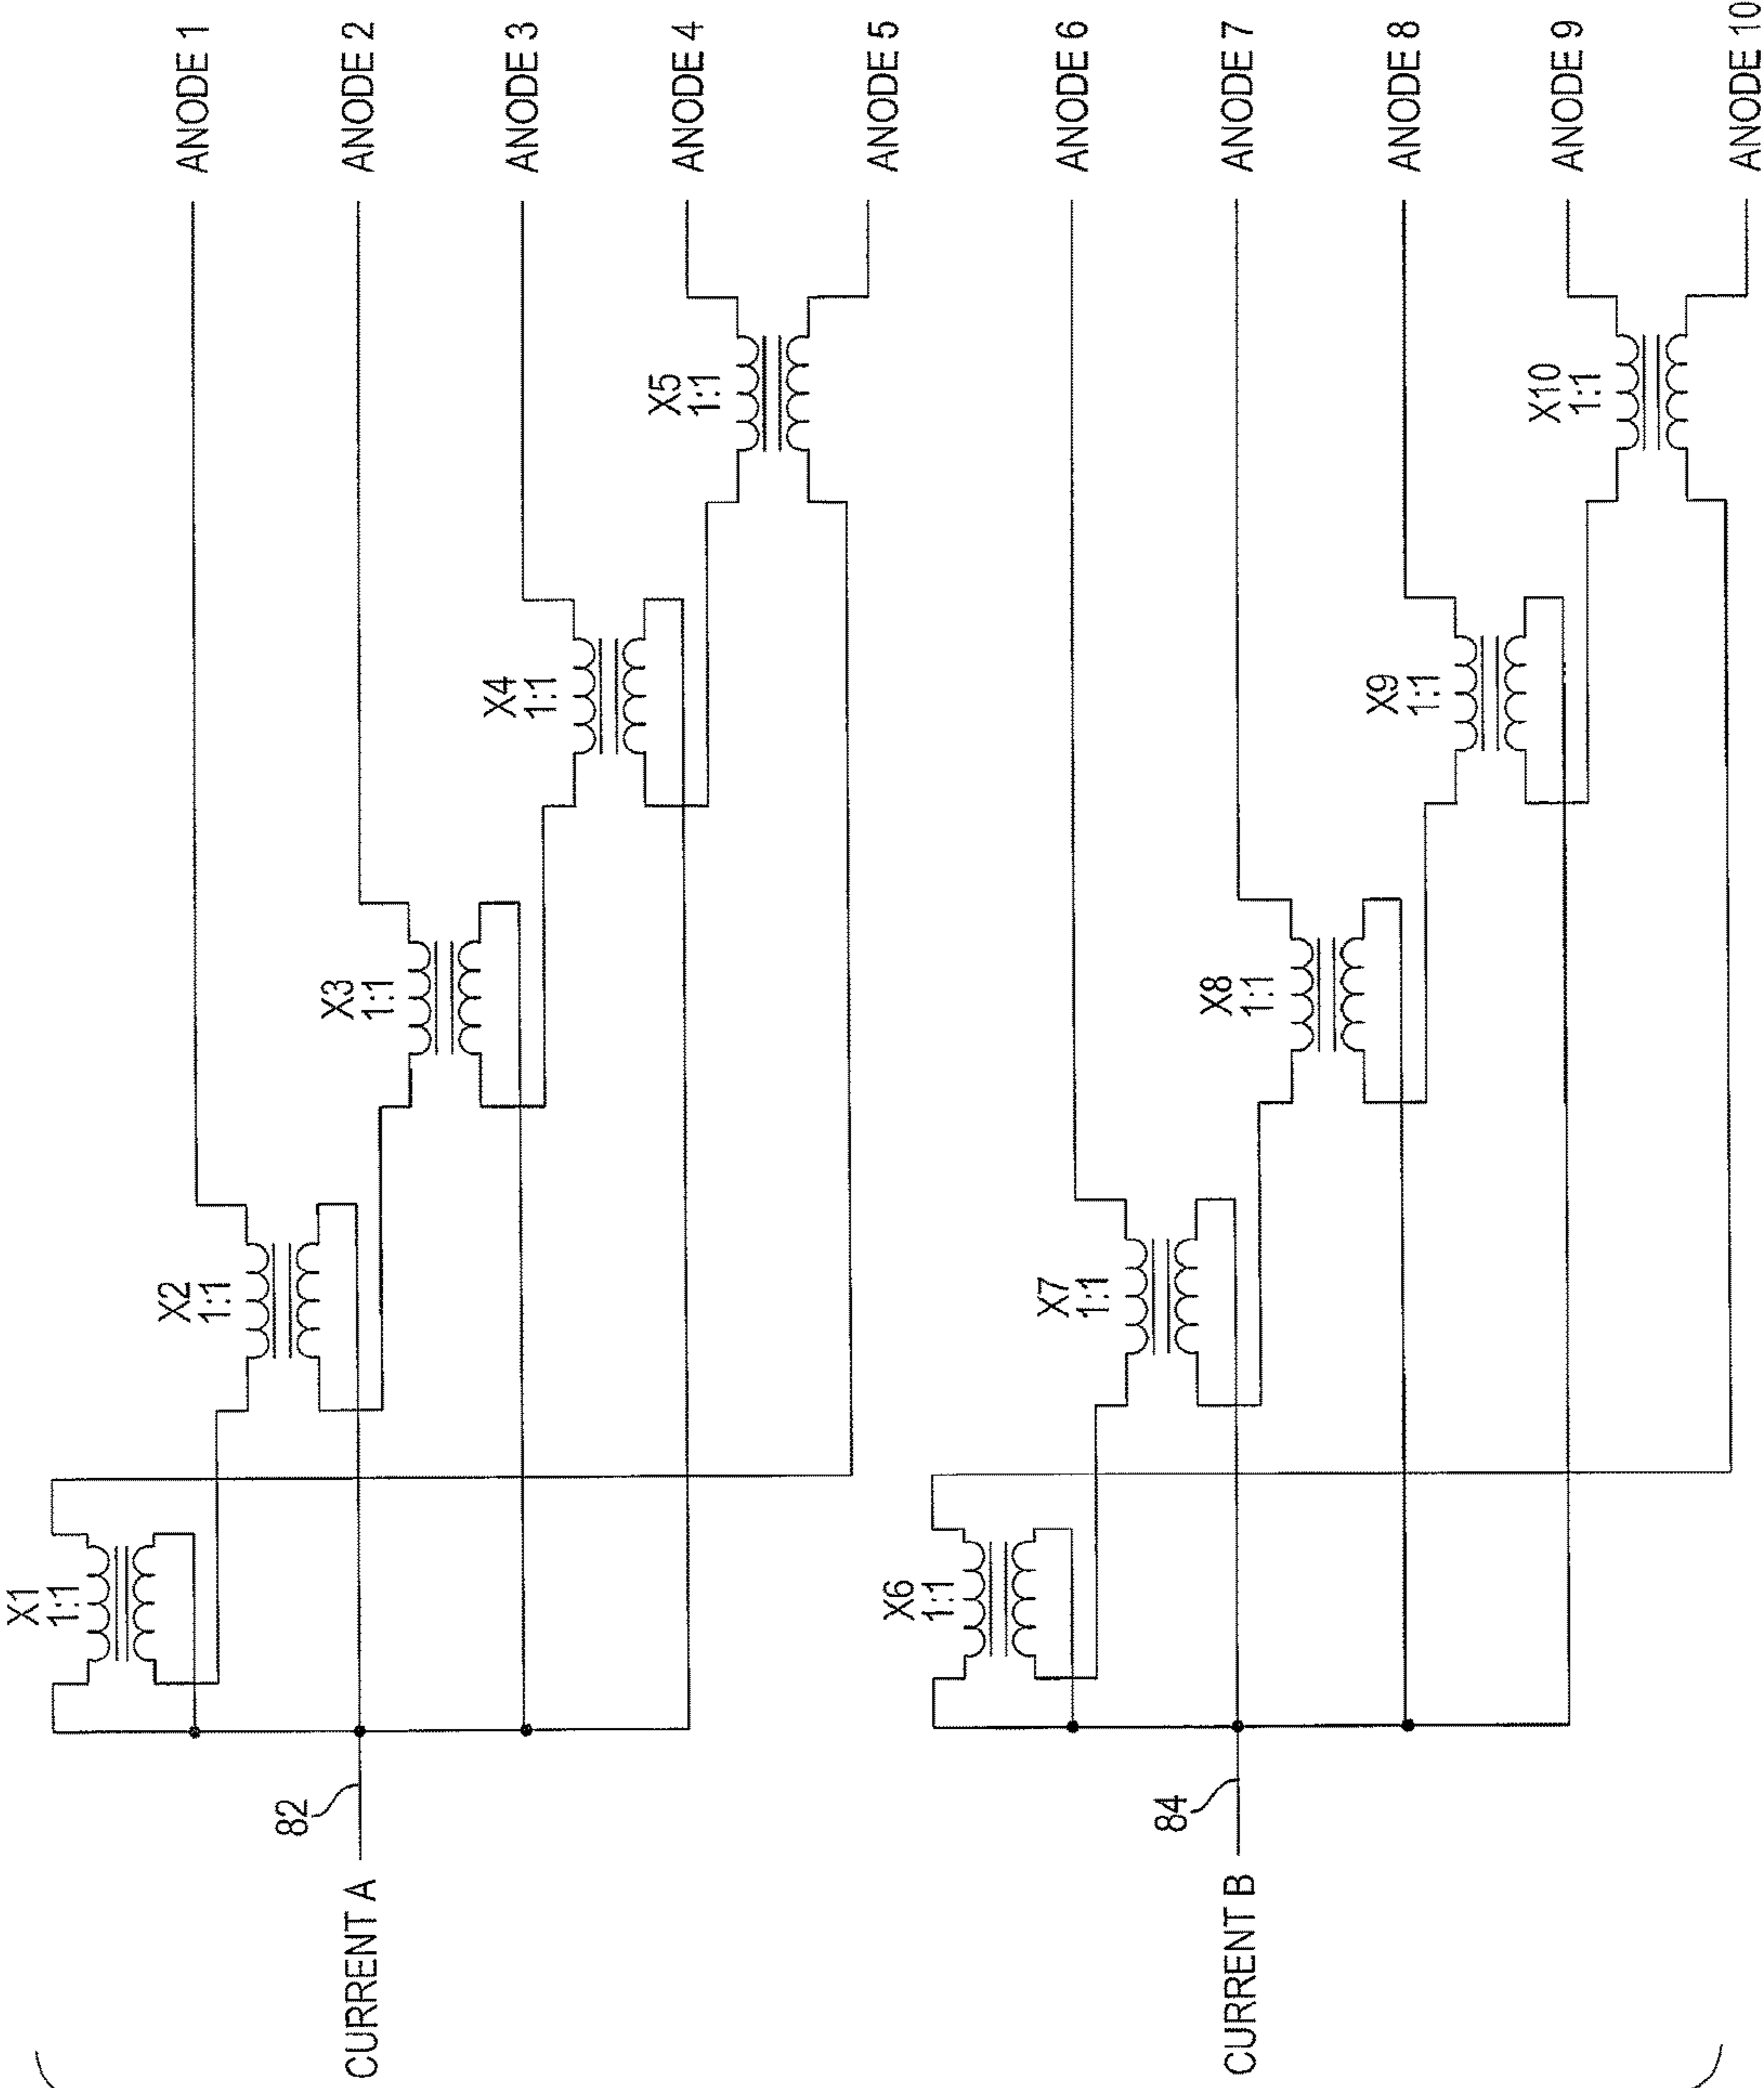 ANODE 1
ANODE 2
ANODE 3
ANODE 4
ANODE 5
ANODE 6
ANODE 7
ANODE 8
ANODE 9
ANODE 10
X5
1:1
X10
1:1
X4
1:1
X9
1:1
X3
1:1
X8
1:1
X2
1:1
X7
1:1
X1
1:1
X6
1:1
82
84
CURRENT A
CURRENT B